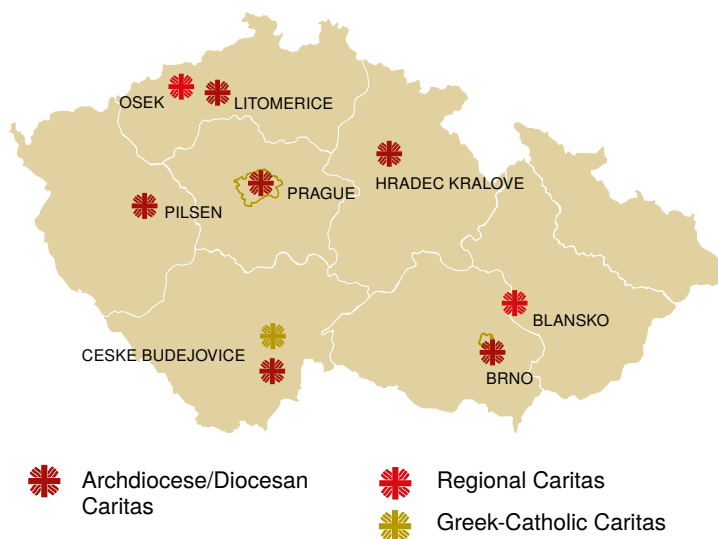 OSEK
LITOMERICE
HRADEC KRALOVE
PRAGUE
PILSEN
BLANSKO
CESKE BUDEJOVICE
BRNO
Archdiocese/Diocesan
Caritas
Regional Caritas
Greek-Catholic Caritas